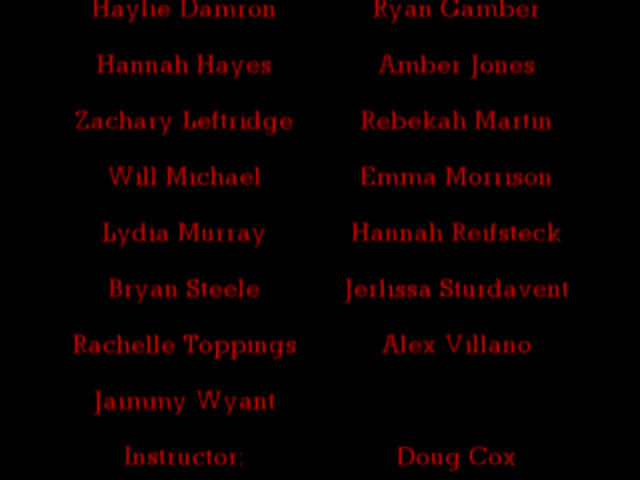 Haylie Damron Ryan Gamber
Hannah Hayes Amber Jones
Zachary Leftridge Rebekah Martin
Will Michael Emma Morrison
Lydia Murray Hannah Reifsteck
Bryan Steele Jerlissa Sturdavent
Rachelle Toppings Alex Villano
Jaimmy Wyant
Instructor: Doug Cox